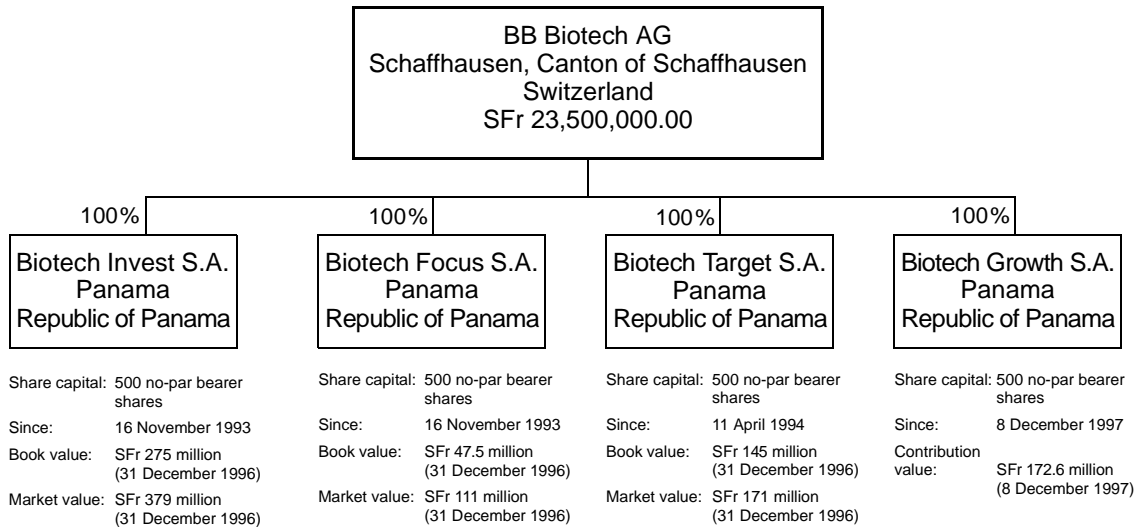 BB Biotech AG
Schaffhausen, Canton of Schaffhausen
Switzerland
SFr 23,500,000.00
100%
100%
100%
100%
Biotech Invest S.A.
Panama
Republic of Panama
Biotech Focus S.A.
Panama
Republic of Panama
Biotech Target S.A.
Panama
Republic of Panama
Biotech Growth S.A.
Panama
Republic of Panama
Share capital: 500 no-par bearer
shares
Since: 16 November 1993
Book value: SFr 275 million
(31 December 1996)
Market value: SFr 379 million
(31 December 1996)
Share capital: 500 no-par bearer
shares
Since: 16 November 1993
Book value: SFr 47.5 million
(31 December 1996)
Market value: SFr 111 million
(31 December 1996)
Share capital: 500 no-par bearer
shares
Since: 11 April 1994
Book value: SFr 145 million
(31 December 1996)
Market value: SFr 171 million
(31 December 1996)
Share capital: 500 no-par bearer
shares
Since: 8 December 1997
Contribution
value: SFr 172.6 million
(8 December 1997)